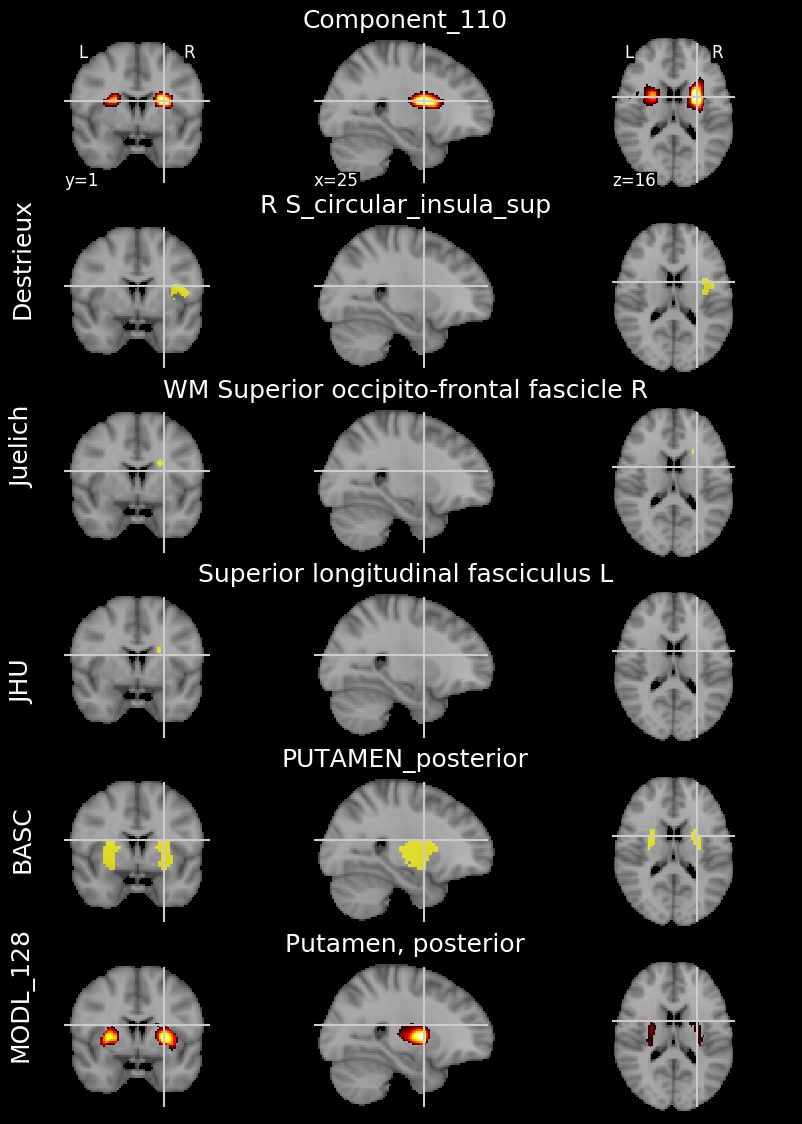 Component_110
L R
L R
y=1
x=25
z=16
Destrieux
R S_circular_insula_sup
Juelich
WM Superior occipito-frontal fascicle R
JHU
Superior longitudinal fasciculus L
BASC
PUTAMEN_posterior
MODL_128
Putamen, posterior